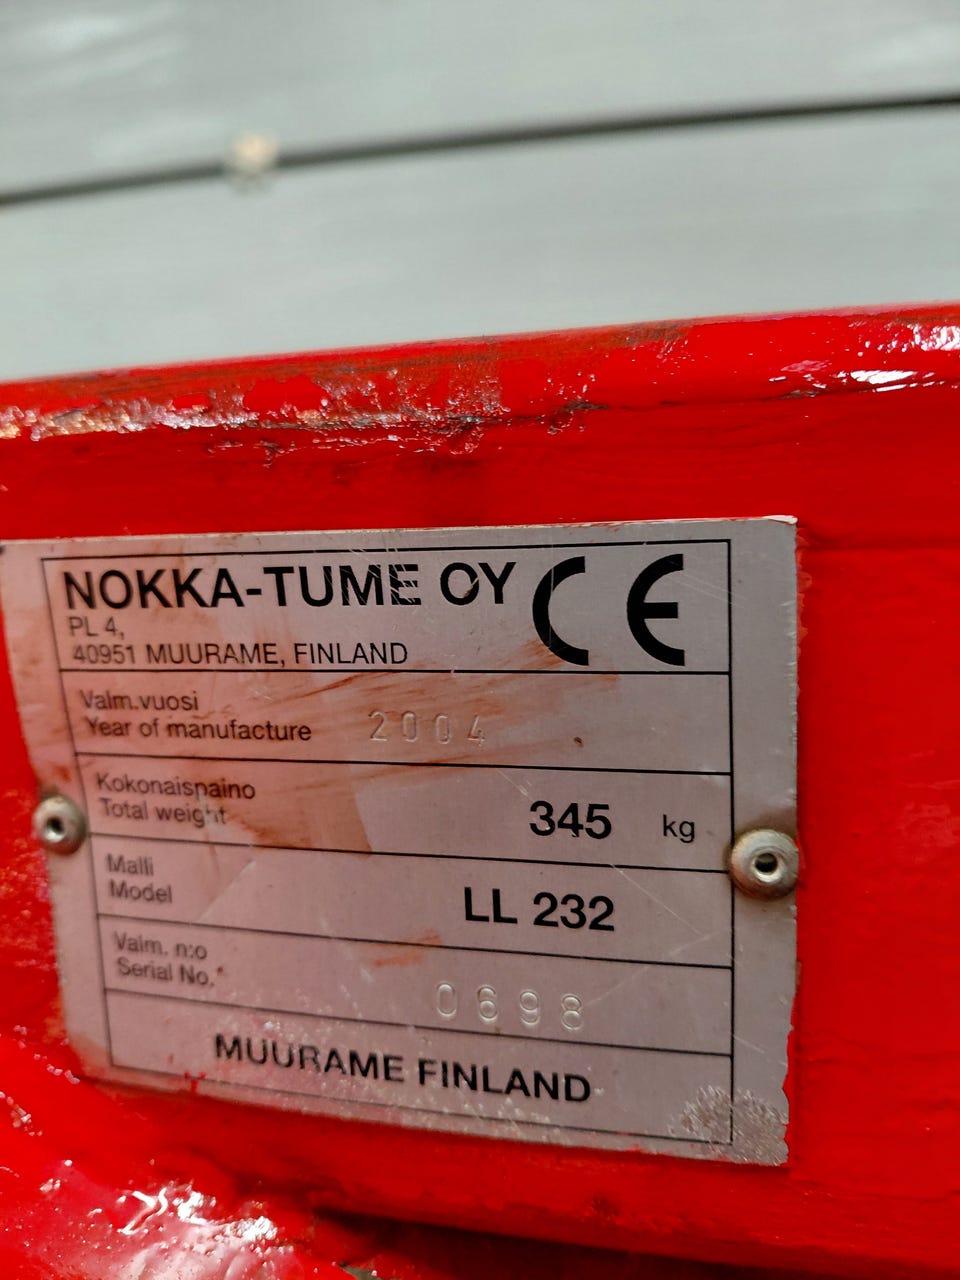 NOKKA-TUME OY CE
PL 4,
40951 MUURAME, FINLAND
Valm.vuosi
Year of manufacture 2004
Kokonaispaino
Total weight 345 kg
Malli
Model LL 232
Valm. n:o
Serial No. 0698
MUURAME FINLAND